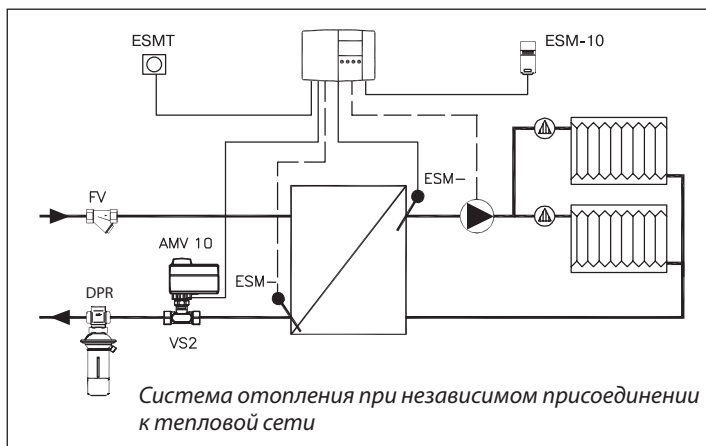 ESMT
ESM-10
ESM-
FV
AMV 10
ESM-
DPR
VS2
Система отопления при независимом присоединении
к тепловой сети